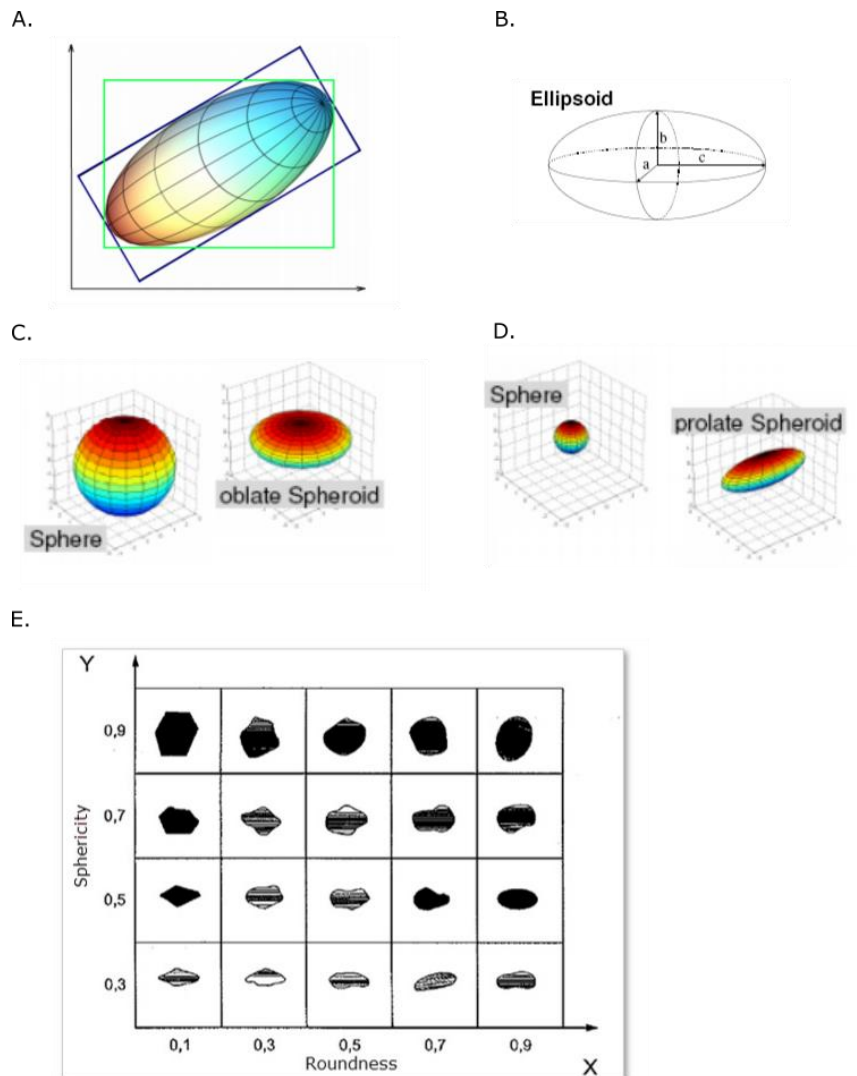 A.
B.
Ellipsoid
b
a
c
C.
D.
Sphere
oblate Spheroid
Sphere
prolate Spheroid
E.
Y
0,9
0,7
0,5
0,3
Sphericity
0,1 0,3 0,5 0,7 0,9
Roundness
X